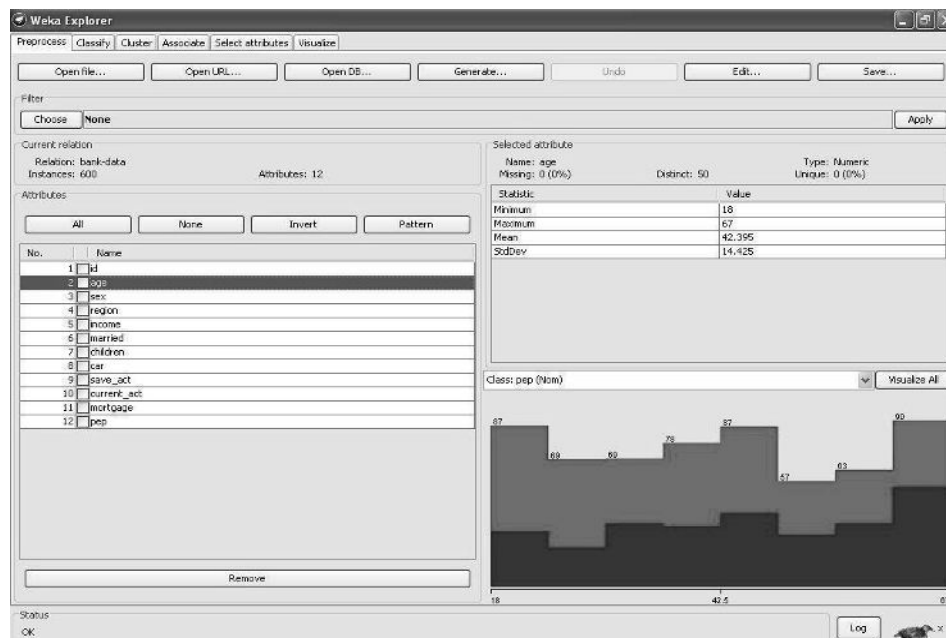 Weka Explorer
Preprocess Classify Cluster Associate Select attributes Visualize
Open file... Open URL... Open DB... Generate... Undo Edit... Save...
Filter
Choose None Apply
Current relation
Relation: bank-data
Instances: 600 Attributes: 12
Attributes
All None Invert Pattern
No. Name
1 id
2 age
3 sex
4 region
5 income
6 married
7 children
8 car
9 save_act
10 current_act
11 mortgage
12 pep
Remove
Selected attribute
Name: age Type: Numeric
Missing: 0 (0%) Distinct: 50 Unique: 0 (0%)
Statistic Value
Minimum 18
Maximum 67
Mean 42.395
StdDev 14.425
Class: pep (Nom) Visualize All
87 69 69 78 87 57 63 90
18 42.5
Status
OK Log x